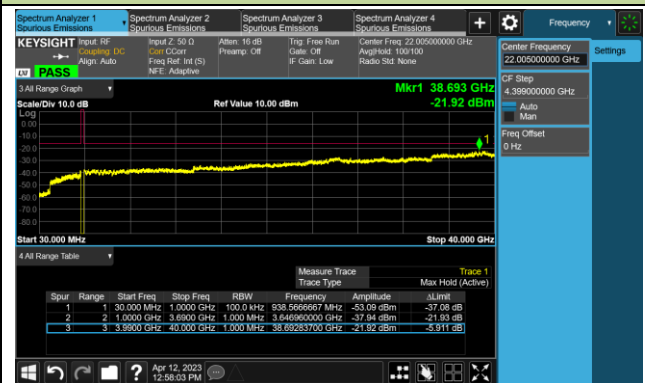 Spectrum Analyzer 1
Spurious Emissions
Spectrum Analyzer 2
Spurious Emissions
Spectrum Analyzer 3
Spurious Emissions
Spectrum Analyzer 4
Spurious Emissions
Frequency
KEYSIGHT
Input: RF
Coupling: DC
Align: Auto
Input Z: 50 Ω
Corr CCorr
Freq Ref: Int (S)
NFE: Adaptive
Atten: 16 dB
Preamp: Off
Trig: Free Run
Gate: Off
IF Gain: Low
Center Freq: 22.005000000 GHz
Avg|Hold: 100/100
Radio Std: None
LXI PASS
Center Frequency
22.005000000 GHz
Settings
CF Step
4.399000000 GHz
Auto
Man
Freq Offset
0 Hz
3 All Range Graph
Mkr1 38.693 GHz
Scale/Div 10.0 dB
Ref Value 10.00 dBm
-21.92 dBm
Log
0.00
-10.0
-20.0
-30.0
-40.0
-50.0
-60.0
-70.0
-80.0
1
Start 30.000 MHz
Stop 40.000 GHz
4 All Range Table
Measure Trace Trace 1
Trace Type Max Hold (Active)
Spur Range Start Freq Stop Freq RBW Frequency Amplitude ΔLimit
1 1 30.000 MHz 1.0000 GHz 100.0 kHz 938.5666667 MHz -53.09 dBm -37.08 dB
2 2 1.0000 GHz 3.6900 GHz 1.000 MHz 3.646960000 GHz -37.94 dBm -21.93 dB
3 3 3.9900 GHz 40.000 GHz 1.000 MHz 38.69283700 GHz -21.92 dBm -5.911 dB
Apr 12, 2023
12:58:03 PM